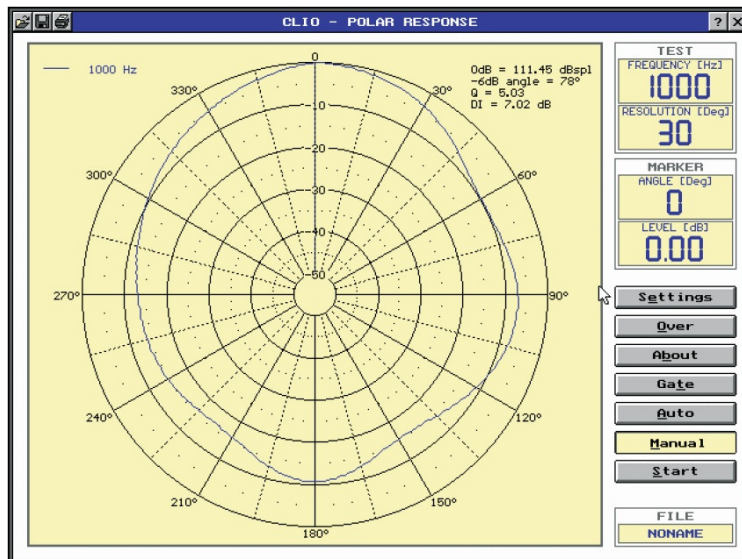 CLIO - POLAR RESPONSE
? X
1000 Hz
0dB = 111.45 dBspl
-6dB angle = 78°
Q = 5.03
DI = 7.02 dB
0
330°
30°
-10
-20
300°
60°
-30
-40
-50
270°
90°
240°
120°
210°
150°
180°
TEST
FREQUENCY [Hz]
1000
RESOLUTION [Deg]
30
MARKER
ANGLE [Deg]
0
LEVEL [dB]
0.00
Settings
Over
About
Gate
Auto
Manual
Start
FILE
NONAME